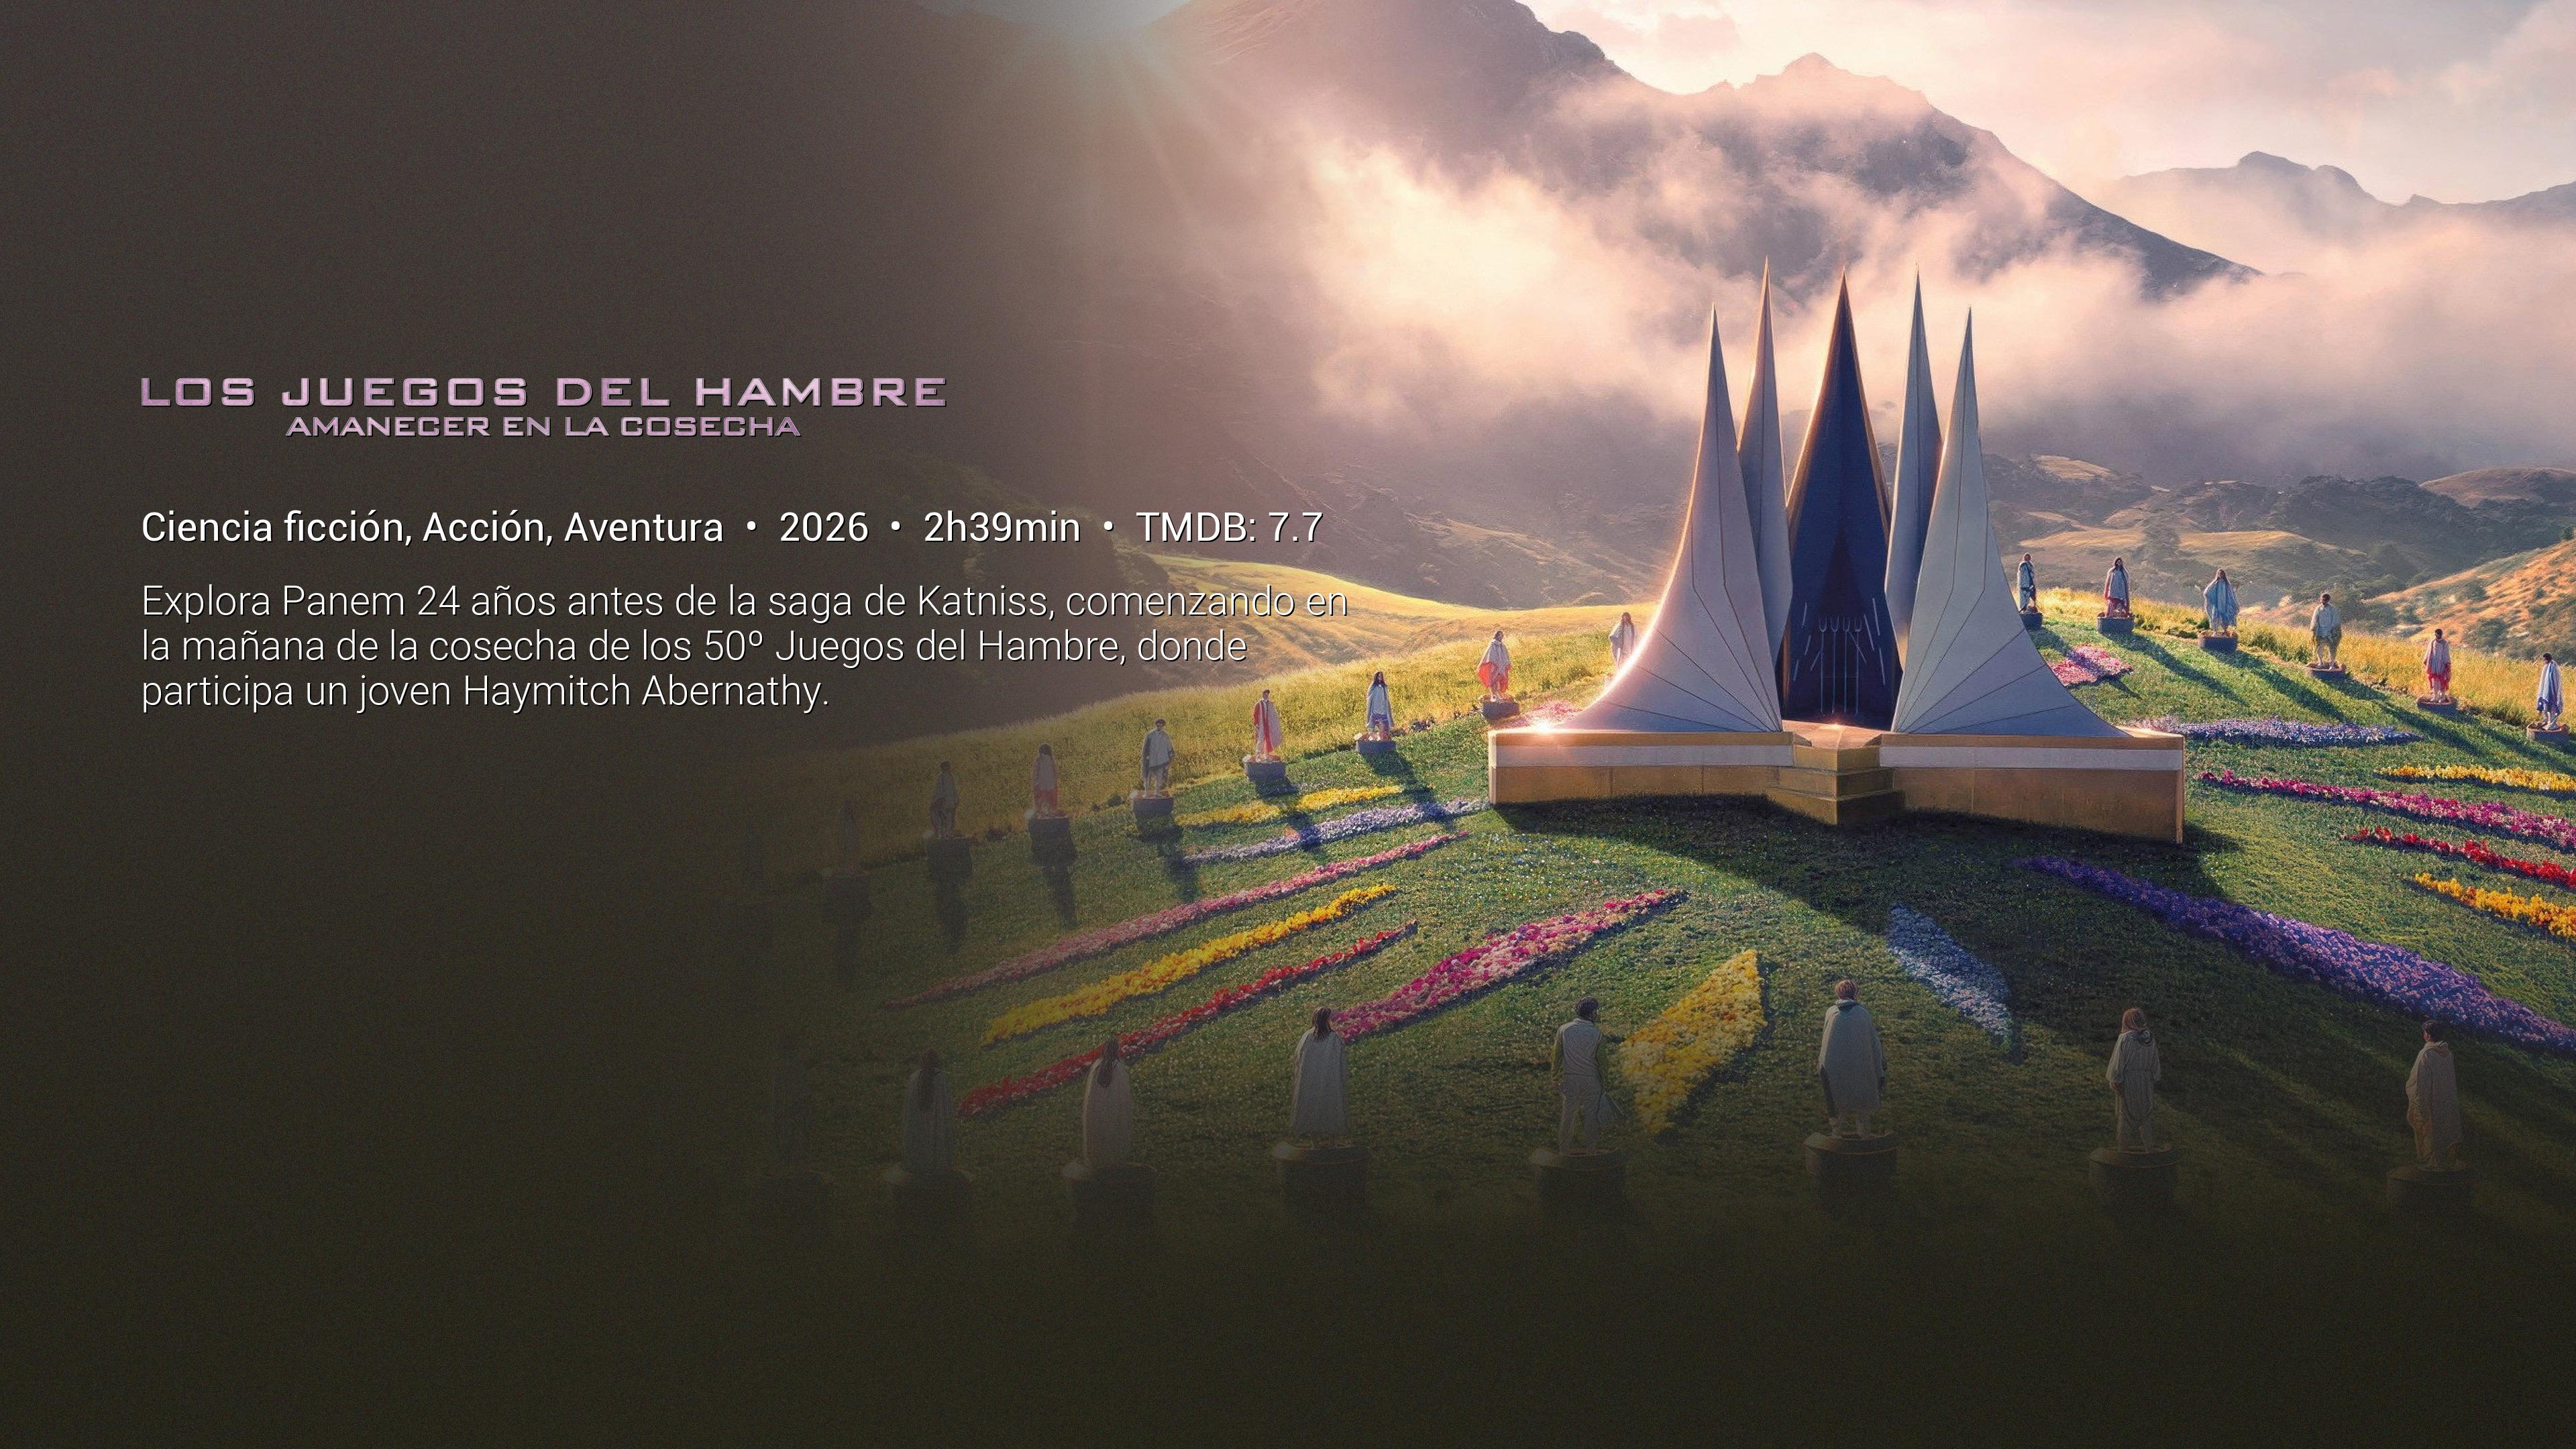 LOS JUEGOS DEL HAMBRE
AMANECER EN LA COSECHA
Ciencia ficción, Acción, Aventura • 2026 • 2h39min • TMDB: 7.7
Explora Panem 24 años antes de la saga de Katniss, comenzando en
la mañana de la cosecha de los 50º Juegos del Hambre, donde
participa un joven Haymitch Abernathy.